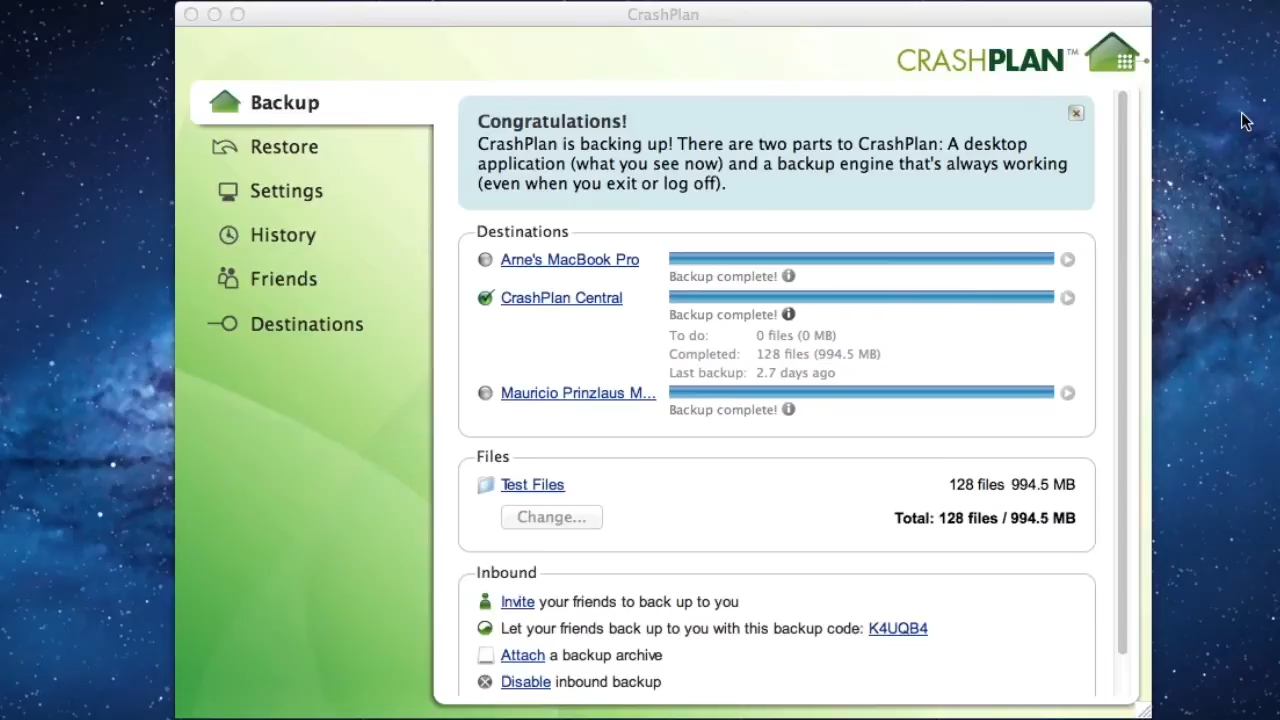 CrashPlan
CRASHPLAN™
Backup
Restore
Settings
History
Friends
Destinations
Congratulations!
CrashPlan is backing up! There are two parts to CrashPlan: A desktop
application (what you see now) and a backup engine that's always working
(even when you exit or log off).
Destinations
Arne's MacBook Pro
Backup complete!
CrashPlan Central
Backup complete!
To do: 0 files (0 MB)
Completed: 128 files (994.5 MB)
Last backup: 2.7 days ago
Mauricio Prinzlaus M...
Backup complete!
Files
Test Files 128 files 994.5 MB
Change... Total: 128 files / 994.5 MB
Inbound
Invite your friends to back up to you
Let your friends back up to you with this backup code: K4UQB4
Attach a backup archive
Disable inbound backup